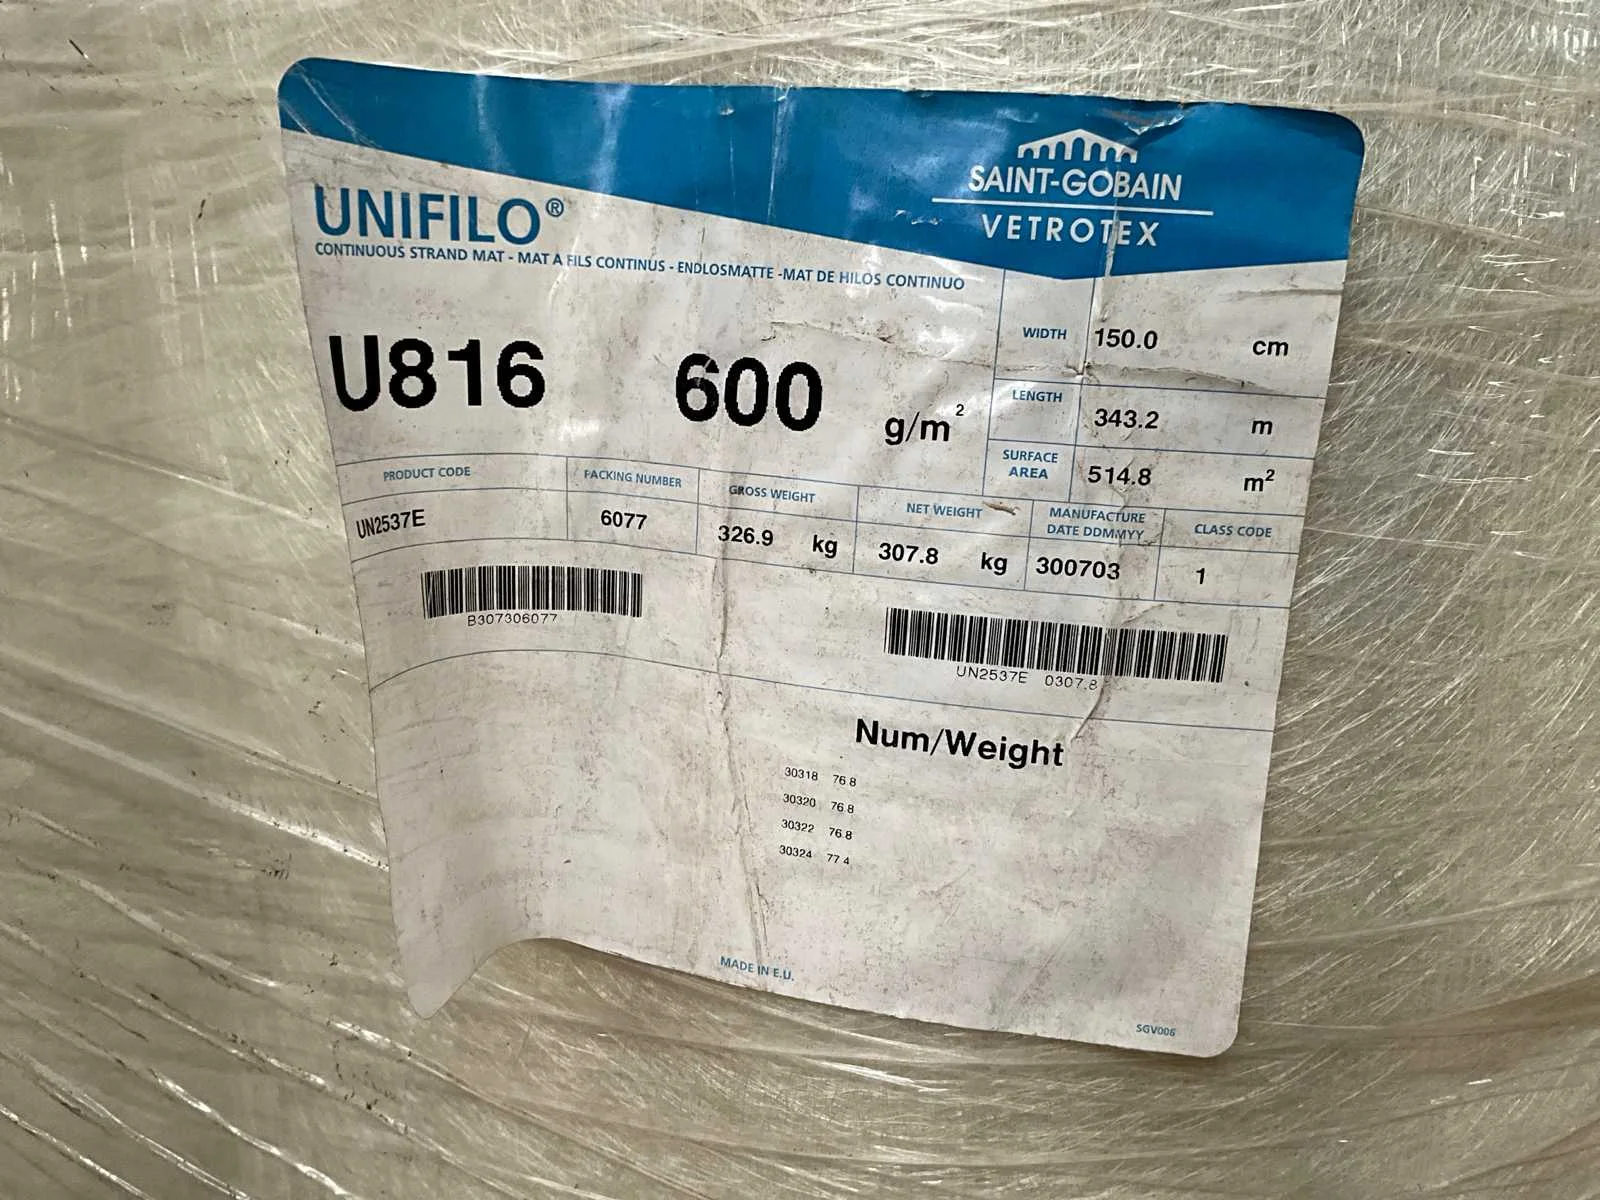 SAINT-GOBAIN
VETROTEX
UNIFILO®
CONTINUOUS STRAND MAT - MAT A FILS CONTINUS - ENDLOSMATTE -MAT DE HILOS CONTINUO
U816 600 g/m²
WIDTH 150.0 cm
LENGTH 343.2 m
SURFACE AREA 514.8 m²
PRODUCT CODE PACKING NUMBER GROSS WEIGHT NET WEIGHT MANUFACTURE DATE DDMMYY CLASS CODE
UN2537E 6077 326.9 kg 307.8 kg 300703 1
B307306077
UN2537E 0307.8
Num/Weight
30318 76.8
30320 76.8
30322 76.8
30324 77.4
MADE IN E.U.
SGV006